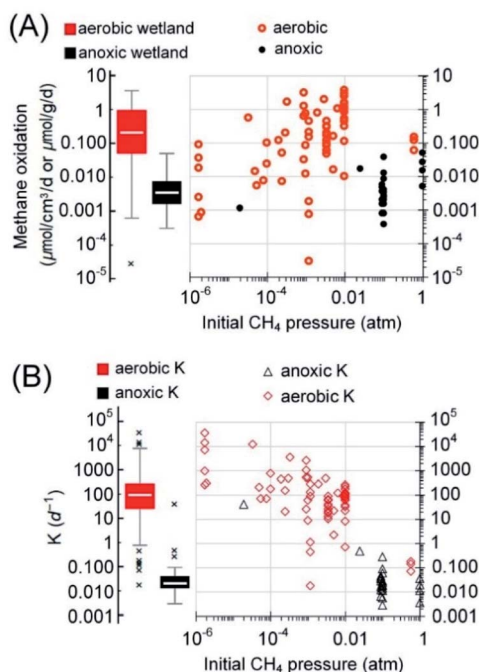 (A)
aerobic wetland
anoxic wetland
aerobic
anoxic
Methane oxidation
(μmol/cm³/d or μmol/g/d)
10
1
0.100
0.010
0.001
10⁻⁴
10⁻⁵
10
1
0.100
0.010
0.001
10⁻⁴
10⁻⁵
10⁻⁶ 10⁻⁴ 0.01 1
Initial CH₄ pressure (atm)
(B)
aerobic K
anoxic K
anoxic K
aerobic K
K (d⁻¹)
10⁵
10⁴
1000
100
10
1
0.100
0.010
0.001
10⁵
10⁴
1000
100
10
1
0.100
0.010
0.001
10⁻⁶ 10⁻⁴ 0.01 1
Initial CH₄ pressure (atm)